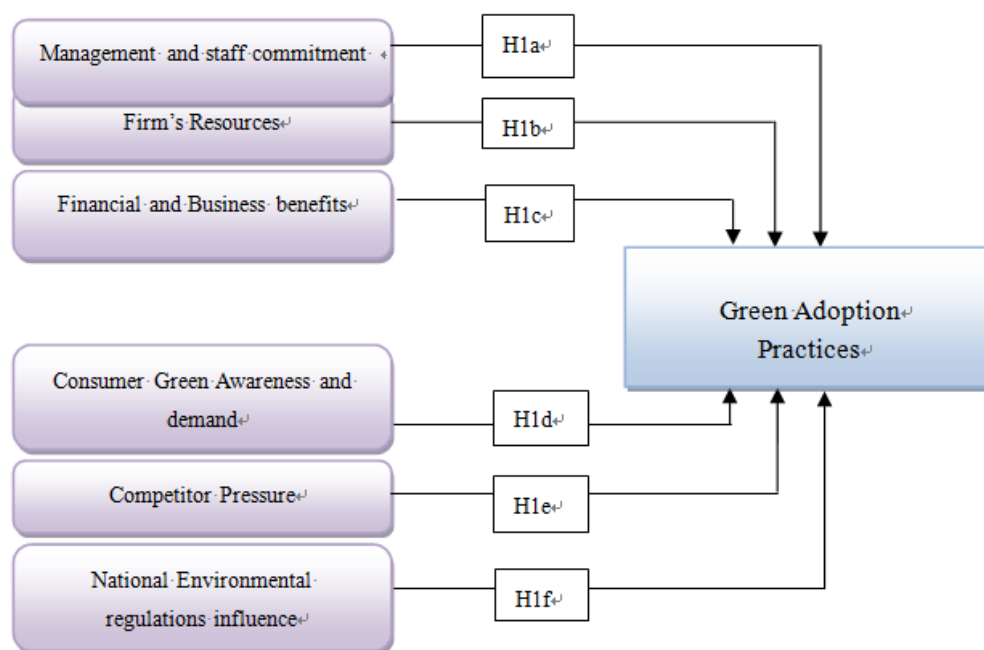 Management and staff commitment
H1a
Firm's Resources
H1b
Financial and Business benefits
H1c
Green Adoption
Practices
Consumer Green Awareness and
demand
H1d
Competitor Pressure
H1e
National Environmental
regulations influence
H1f